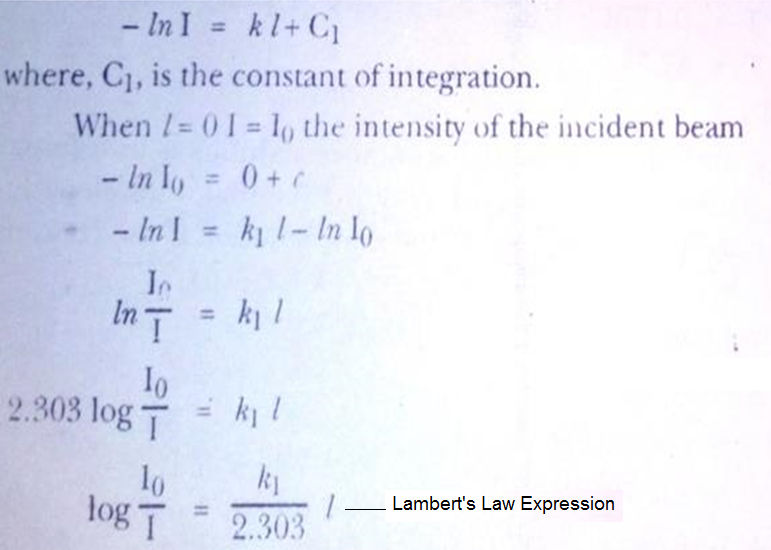 – ln I = k l + C₁
where, C₁, is the constant of integration.
When l = 0 I = I₀ the intensity of the incident beam
– ln I₀ = 0 + c
– ln I = k₁ l – ln I₀
ln I₀/I = k₁ l
2.303 log I₀/I = k₁ l
log I₀/I = k₁/2.303 l —— Lambert's Law Expression